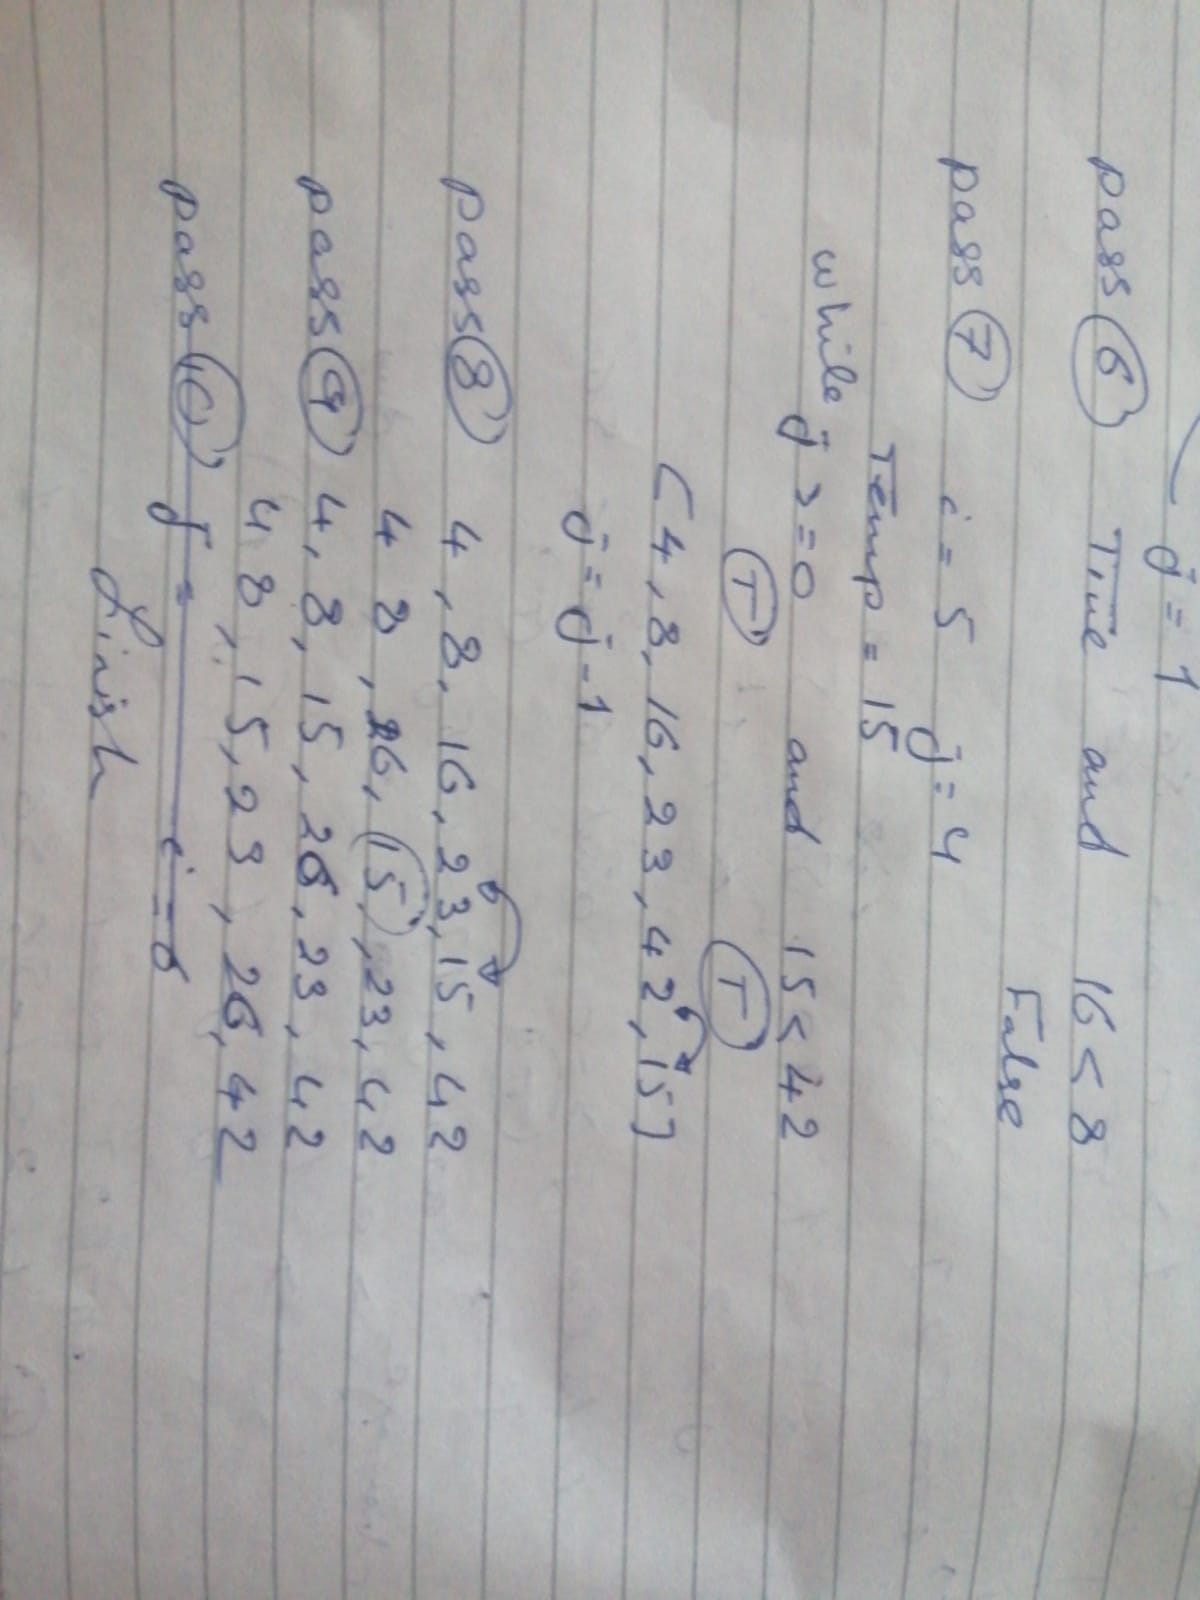 j = 1
pass 6 True and 16 < 8
False
pass 7 i = 5 j = 4
Temp = 15
while j >= 0 and 15 < 42
T T
[4, 8, 16, 23, 42, 15]
j = j - 1
pass 8 4, 8, 16, 23, 15, 42
4 8, 16, 15, 23, 42
pass 9 4, 8, 15, 26, 23, 42
4 8, 15, 23, 26, 42
pass 10 j = i = 6
Finish